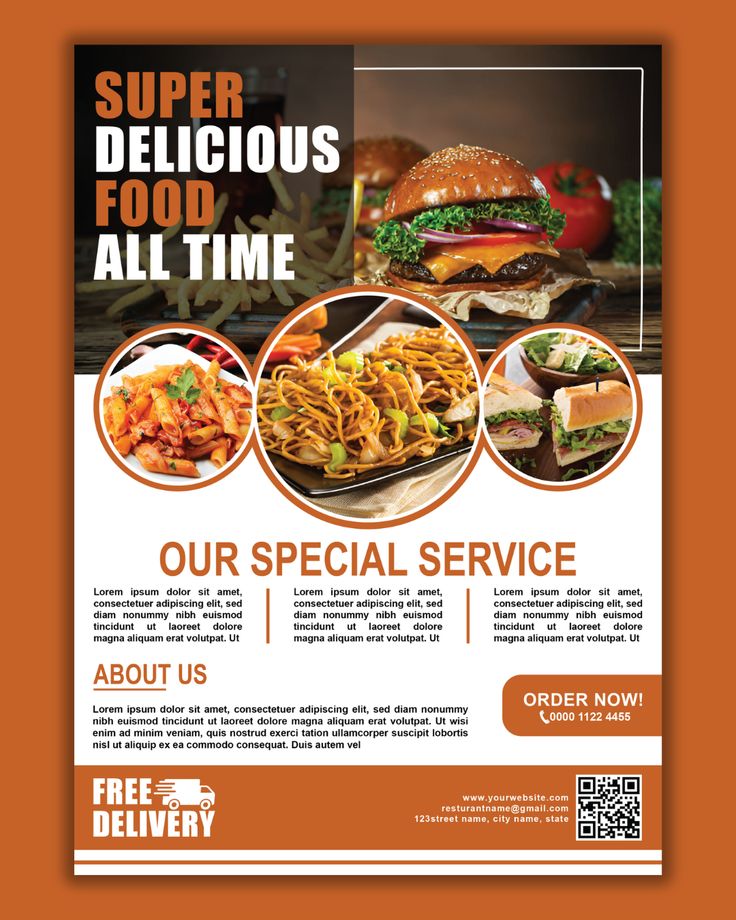 SUPER
DELICIOUS
FOOD
ALL TIME
OUR SPECIAL SERVICE
Lorem ipsum dolor sit amet,
consectetuer adipiscing elit, sed
diam nonummy nibh euismod
tincidunt ut laoreet dolore
magna aliquam erat volutpat. Ut
Lorem ipsum dolor sit amet,
consectetuer adipiscing elit, sed
diam nonummy nibh euismod
tincidunt ut laoreet dolore
magna aliquam erat volutpat. Ut
Lorem ipsum dolor sit amet,
consectetuer adipiscing elit, sed
diam nonummy nibh euismod
tincidunt ut laoreet dolore
magna aliquam erat volutpat. Ut
ABOUT US
Lorem ipsum dolor sit amet, consectetuer adipiscing elit, sed
diam nonummy nibh euismod tincidunt ut laoreet dolore
magna aliquam erat volutpat. Ut wisi
enim ad minim veniam, quis nostrud exerci tation ullamcorper suscipit lobortis
nisl ut aliquip ex ea commodo consequat. Duis autem vel
ORDER NOW!
0000 1122 4455
FREE
DELIVERY
www.yourwebsite.com
resturantname@gmail.com
123street name, city name, state